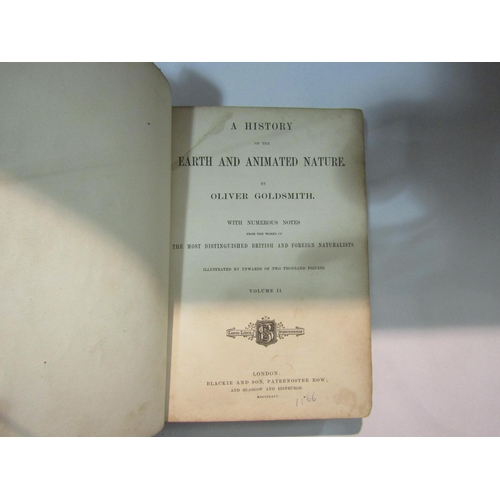 A HISTORY
OF THE
EARTH AND ANIMATED NATURE.
BY
OLIVER GOLDSMITH.
WITH NUMEROUS NOTES
FROM THE WORKS OF
THE MOST DISTINGUISHED BRITISH AND FOREIGN NATURALISTS.
ILLUSTRATED BY UPWARDS OF TWO THOUSAND FIGURES
VOLUME II.
LONDON
BLACKIE AND SON, PATERNOSTER ROW;
AND GLASGOW AND EDINBURGH.